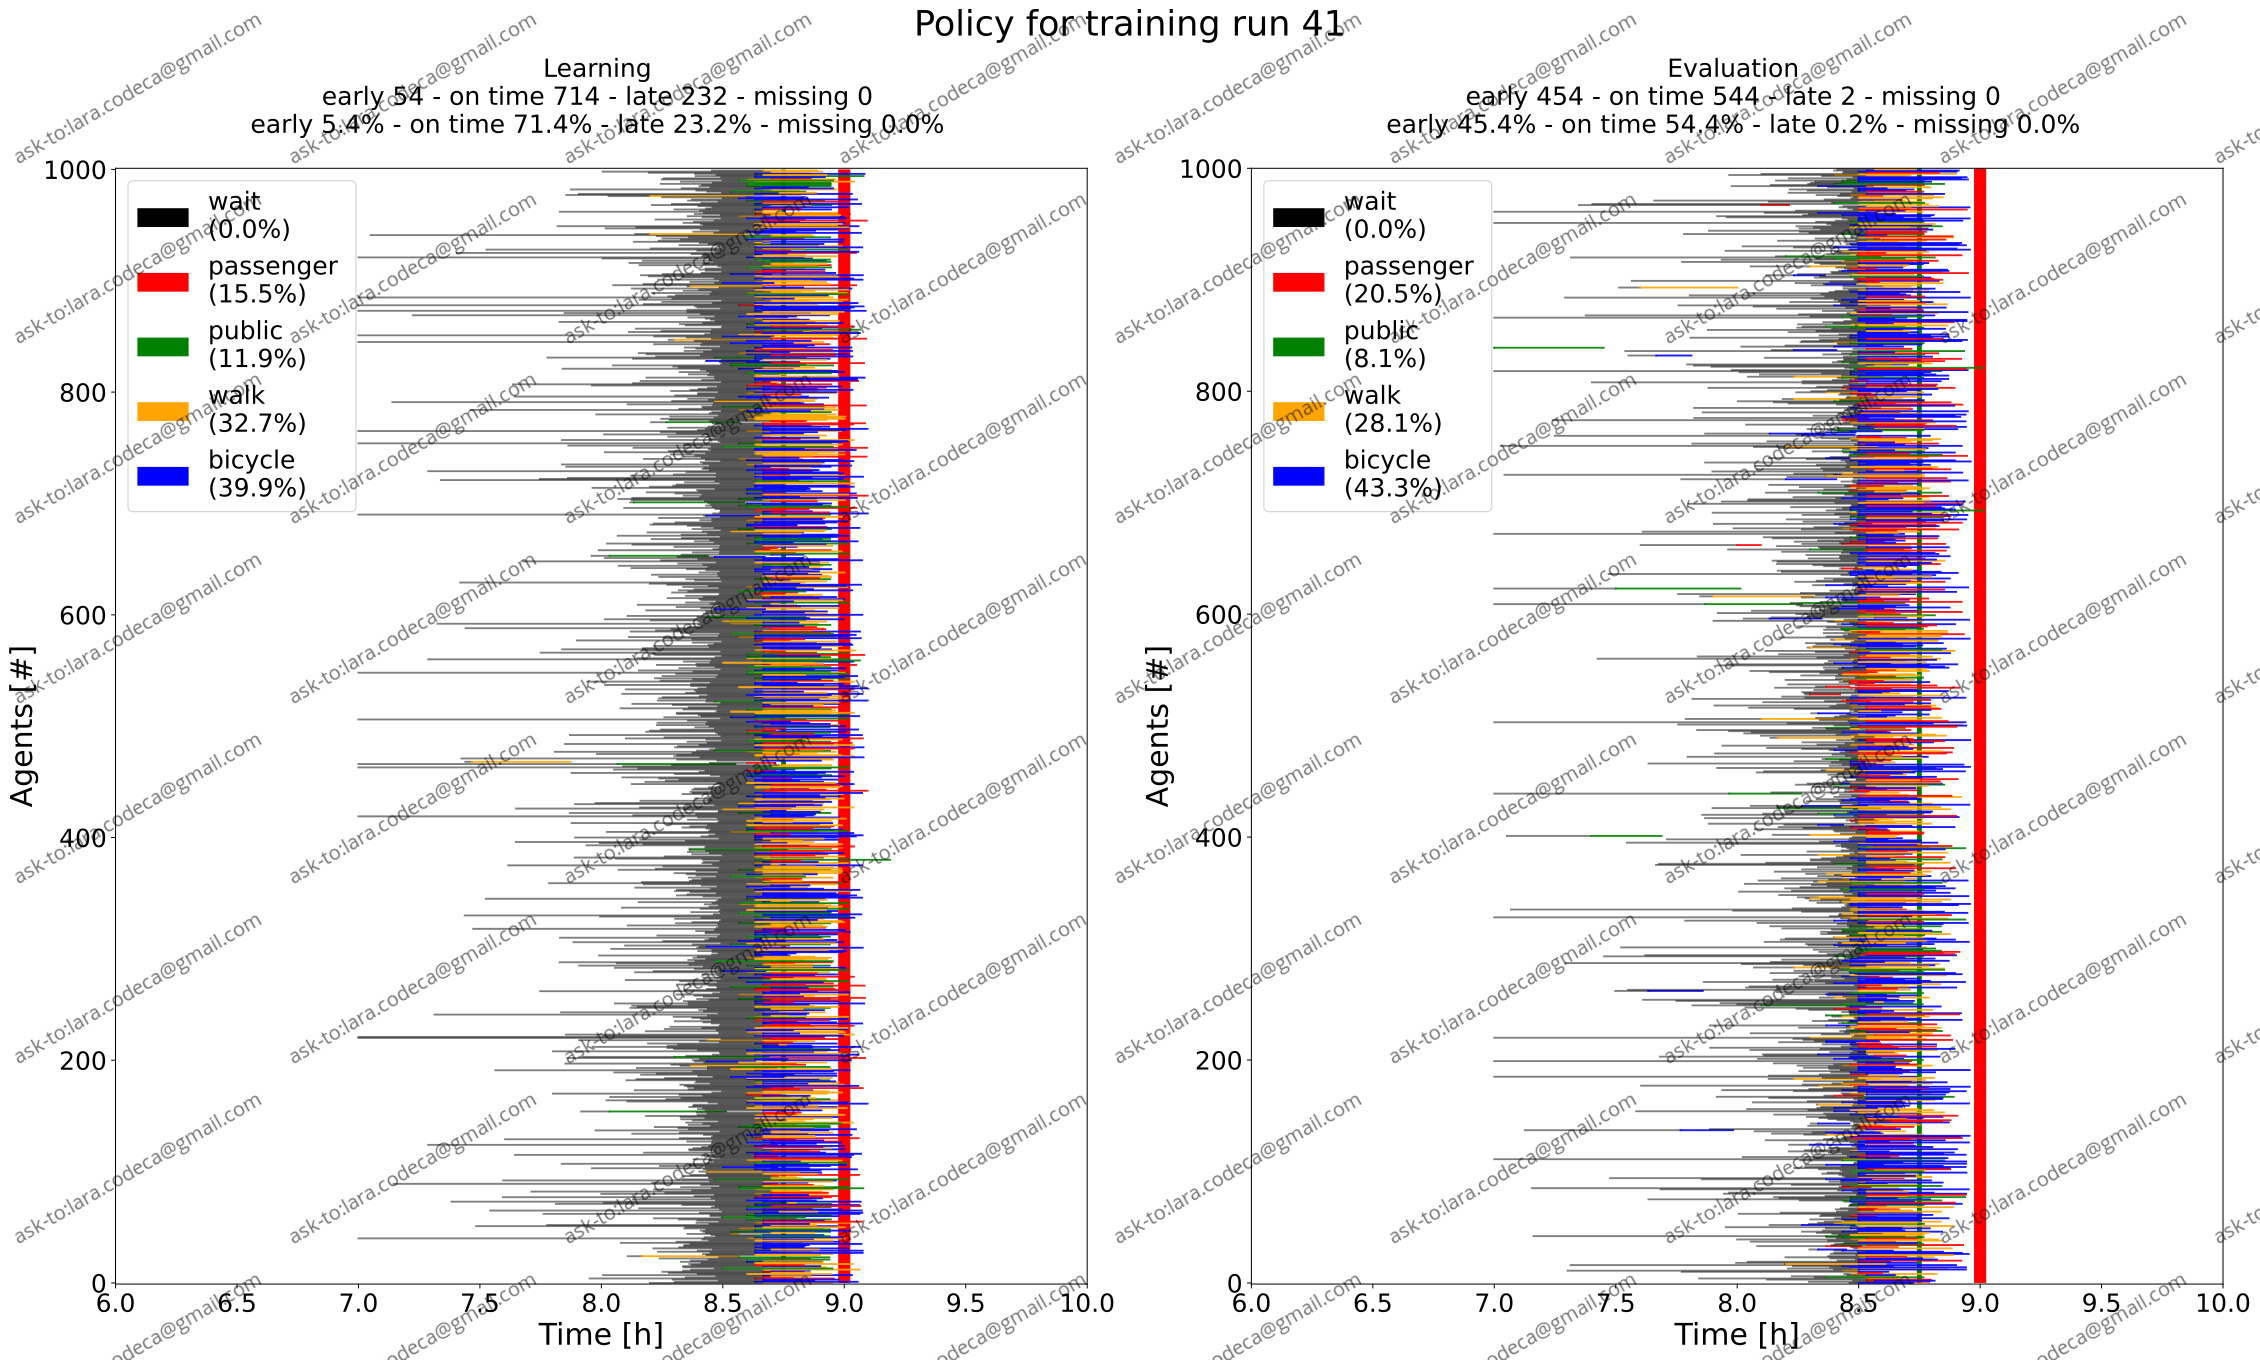 Policy for training run 41
Learning
early 54 - on time 714 - late 232 - missing 0
early 5.4% - on time 71.4% - late 23.2% - missing 0.0%
wait
(0.0%)
passenger
(15.5%)
public
(11.9%)
walk
(32.7%)
bicycle
(39.9%)
1000
800
600
400
200
0
Agents [#]
6.0 6.5 7.0 7.5 8.0 8.5 9.0 9.5 10.0
Time [h]
Evaluation
early 454 - on time 544 - late 2 - missing 0
early 45.4% - on time 54.4% - late 0.2% - missing 0.0%
wait
(0.0%)
passenger
(20.5%)
public
(8.1%)
walk
(28.1%)
bicycle
(43.3%)
1000
800
600
400
200
0
Agents [#]
6.0 6.5 7.0 7.5 8.0 8.5 9.0 9.5 10.0
Time [h]
ask-to:lara.codeca@gmail.com